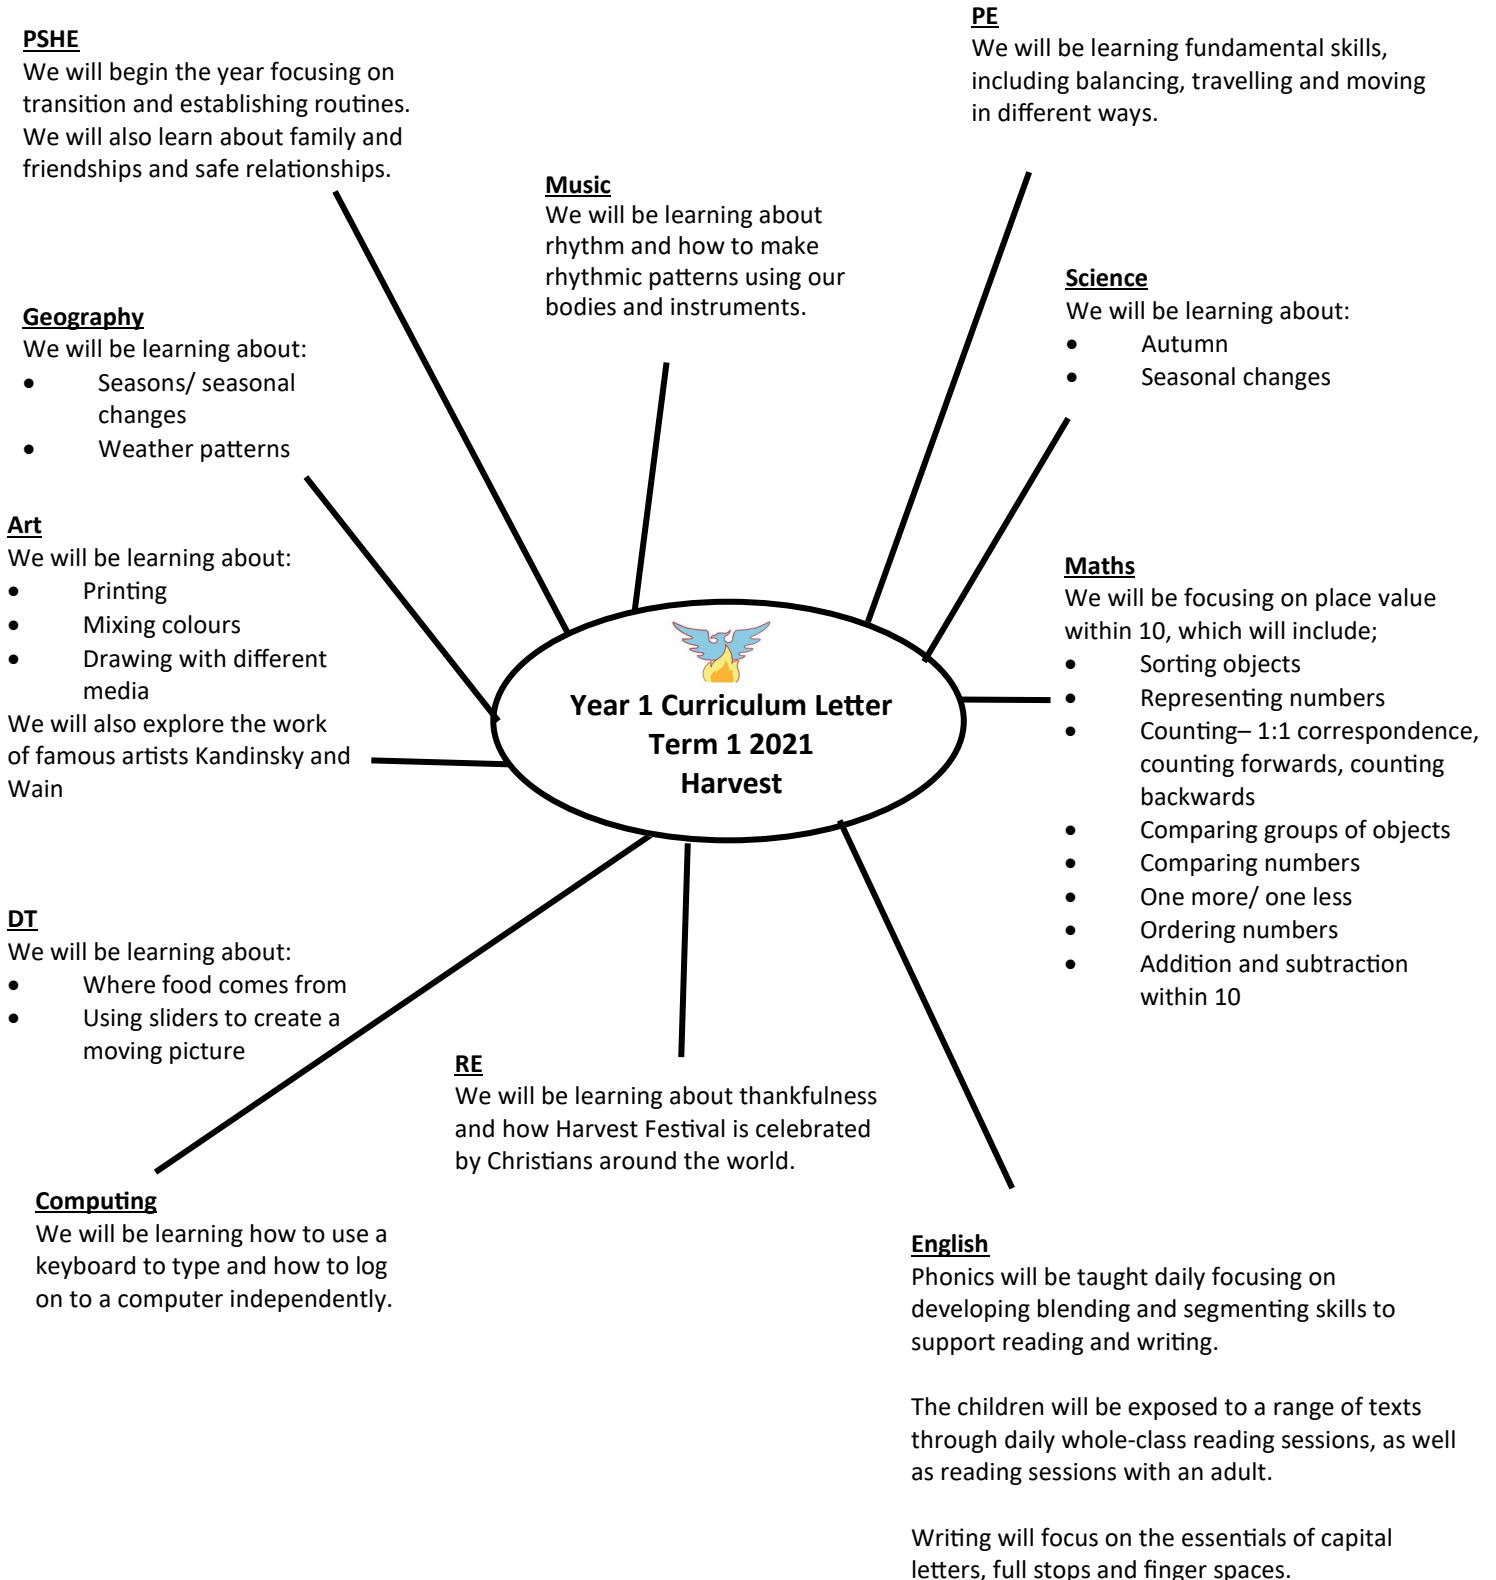 PSHE
We will begin the year focusing on
transition and establishing routines.
We will also learn about family and
friendships and safe relationships.
PE
We will be learning fundamental skills,
including balancing, travelling and moving
in different ways.
Music
We will be learning about
rhythm and how to make
rhythmic patterns using our
bodies and instruments.
Science
We will be learning about:
• Autumn
• Seasonal changes
Geography
We will be learning about:
• Seasons/ seasonal
changes
• Weather patterns
Art
We will be learning about:
• Printing
• Mixing colours
• Drawing with different
media
We will also explore the work
of famous artists Kandinsky and
Wain
Maths
We will be focusing on place value
within 10, which will include;
• Sorting objects
• Representing numbers
• Counting– 1:1 correspondence,
counting forwards, counting
backwards
• Comparing groups of objects
• Comparing numbers
• One more/ one less
• Ordering numbers
• Addition and subtraction
within 10
Year 1 Curriculum Letter
Term 1 2021
Harvest
DT
We will be learning about:
• Where food comes from
• Using sliders to create a
moving picture
RE
We will be learning about thankfulness
and how Harvest Festival is celebrated
by Christians around the world.
Computing
We will be learning how to use a
keyboard to type and how to log
on to a computer independently.
English
Phonics will be taught daily focusing on
developing blending and segmenting skills to
support reading and writing.
The children will be exposed to a range of texts
through daily whole-class reading sessions, as well
as reading sessions with an adult.
Writing will focus on the essentials of capital
letters, full stops and finger spaces.